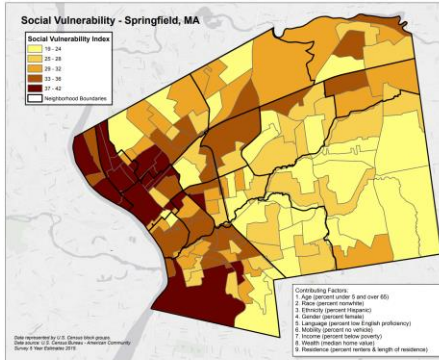 Social Vulnerability - Springfield, MA
Social Vulnerability Index
19 - 24
25 - 28
29 - 32
33 - 36
37 - 42
Neighborhood Boundaries
Contributing Factors:
1. Age (percent under 5 and over 65)
2. Race (percent nonwhite)
3. Ethnicity (percent Hispanic)
4. Gender (percent female)
5. Language (percent low English proficiency)
6. Mobility (percent no vehicle)
7. Income (percent below poverty)
8. Wealth (median home value)
9. Residence (percent renters & length of residence)
Data represented by U.S. Census block groups.
Data source: U.S. Census Bureau - American Community
Survey 5 Year Estimates 2015